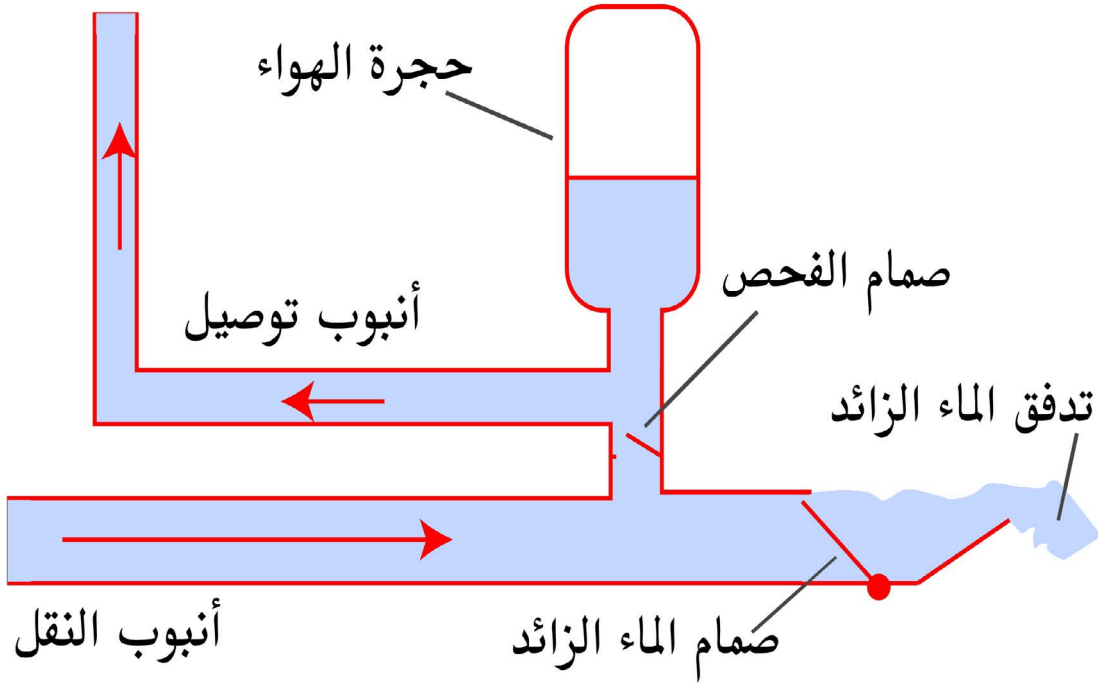 حجرة الهواء
صمام الفحص
أنبوب توصيل
تدفق الماء الزائد
أنبوب النقل
صمام الماء الزائد